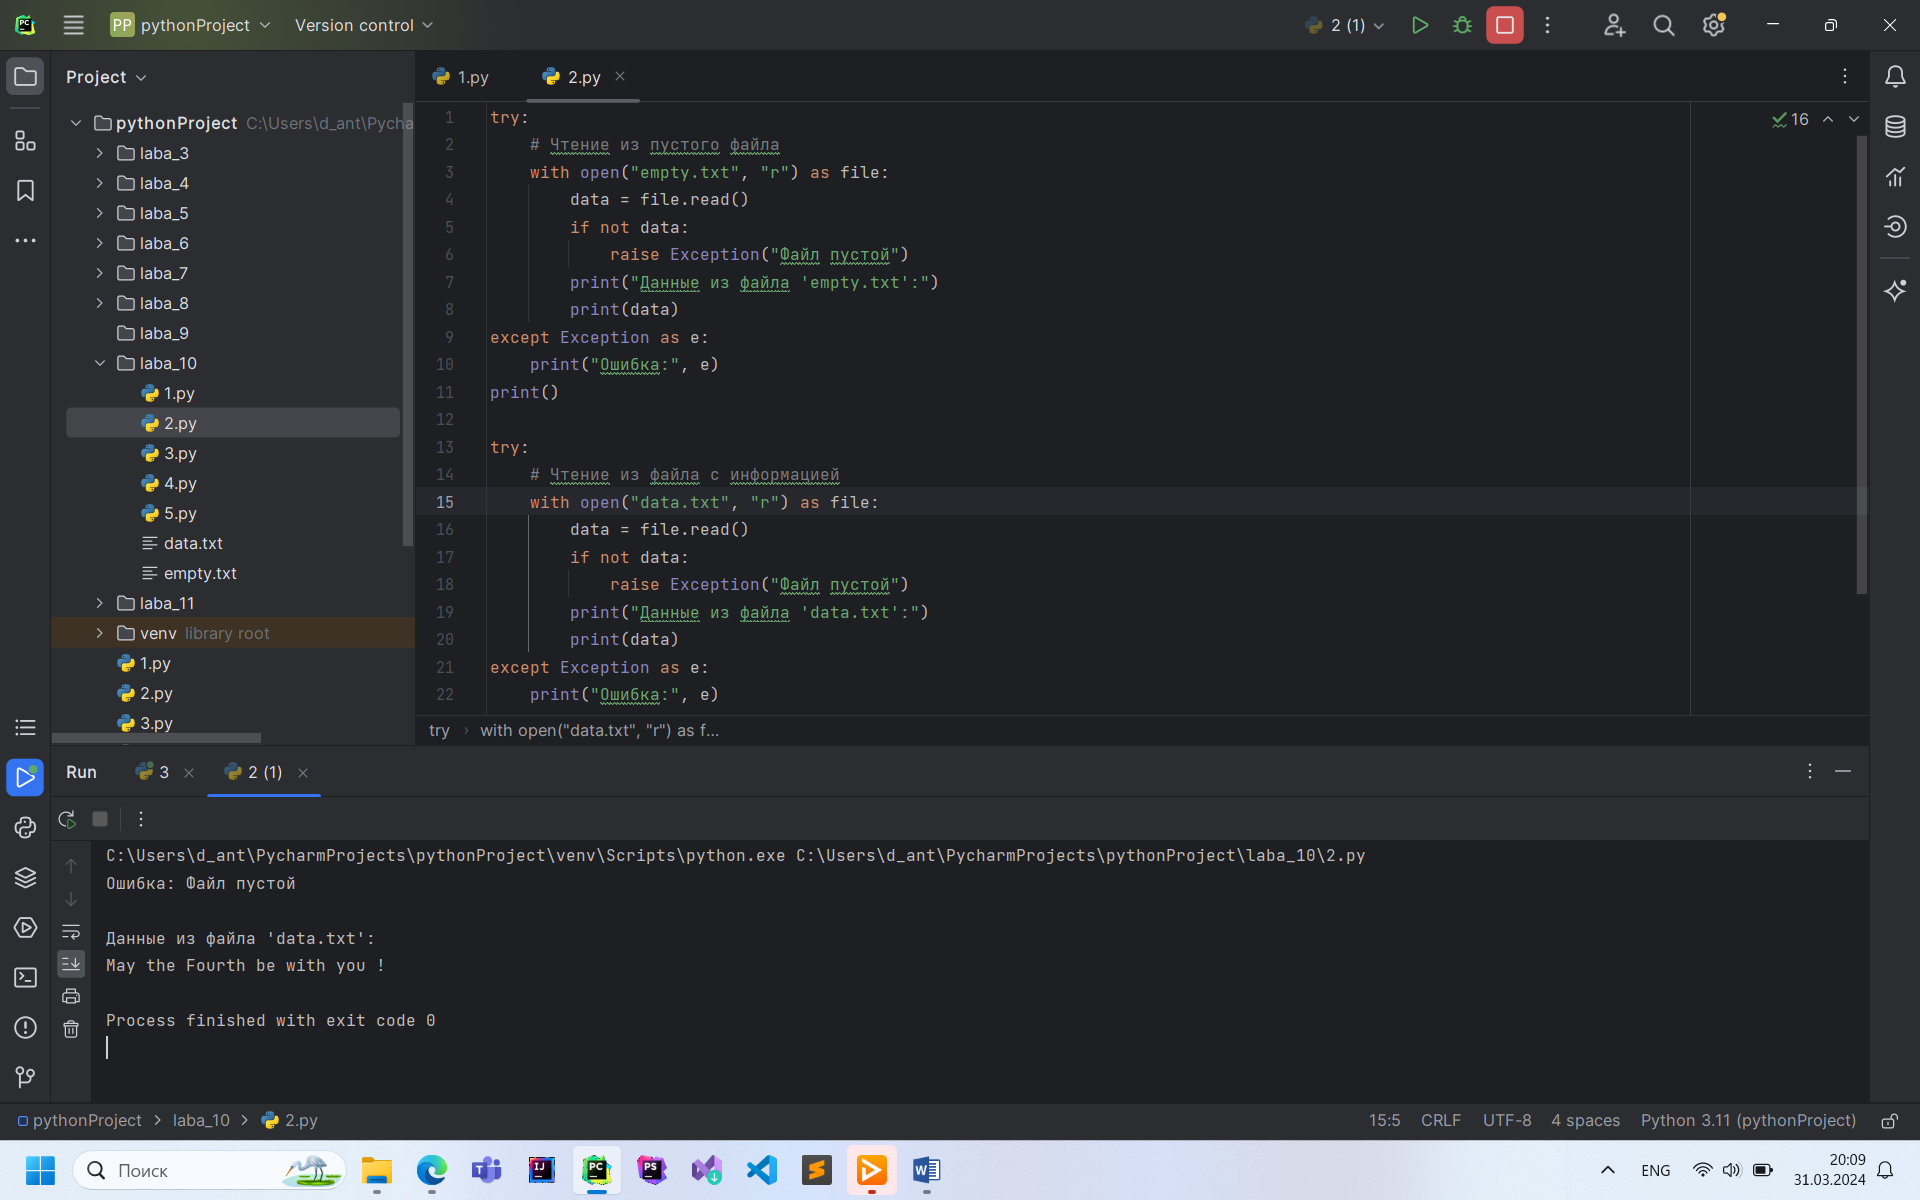 PP pythonProject Version control 2 (1)
Project
1.py 2.py
pythonProject C:\Users\d_ant\Pycha
laba_3
laba_4
laba_5
laba_6
laba_7
laba_8
laba_9
laba_10
1.py
2.py
3.py
4.py
5.py
data.txt
empty.txt
laba_11
venv library root
1.py
2.py
3.py
16
1 try:
2 # Чтение из пустого файла
3 with open("empty.txt", "r") as file:
4 data = file.read()
5 if not data:
6 raise Exception("Файл пустой")
7 print("Данные из файла 'empty.txt':")
8 print(data)
9 except Exception as e:
10 print("Ошибка:", e)
11 print()
12
13 try:
14 # Чтение из файла с информацией
15 with open("data.txt", "r") as file:
16 data = file.read()
17 if not data:
18 raise Exception("Файл пустой")
19 print("Данные из файла 'data.txt':")
20 print(data)
21 except Exception as e:
22 print("Ошибка:", e)
try › with open("data.txt", "r") as f...
Run 3 2 (1)
C:\Users\d_ant\PycharmProjects\pythonProject\venv\Scripts\python.exe C:\Users\d_ant\PycharmProjects\pythonProject\laba_10\2.py
Ошибка: Файл пустой
Данные из файла 'data.txt':
May the Fourth be with you !
Process finished with exit code 0
pythonProject > laba_10 > 2.py
15:5 CRLF UTF-8 4 spaces Python 3.11 (pythonProject)
Поиск
ENG
20:09
31.03.2024